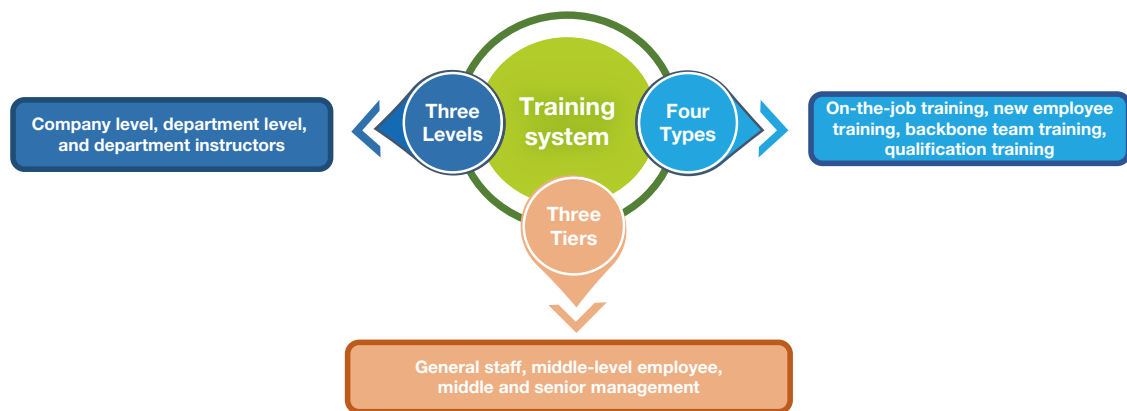 Training
system
Three
Levels
Four
Types
Three
Tiers
Company level, department level,
and department instructors
On-the-job training, new employee
training, backbone team training,
qualification training
General staff, middle-level employee,
middle and senior management